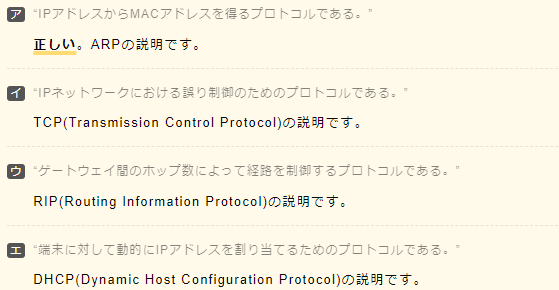 ア “IPアドレスからMACアドレスを得るプロトコルである。”
正しい。ARPの説明です。
イ “IPネットワークにおける誤り制御のためのプロトコルである。”
TCP(Transmission Control Protocol)の説明です。
ウ “ゲートウェイ間のホップ数によって経路を制御するプロトコルである。”
RIP(Routing Information Protocol)の説明です。
エ “端末に対して動的にIPアドレスを割り当てるためのプロトコルである。”
DHCP(Dynamic Host Configuration Protocol)の説明です。